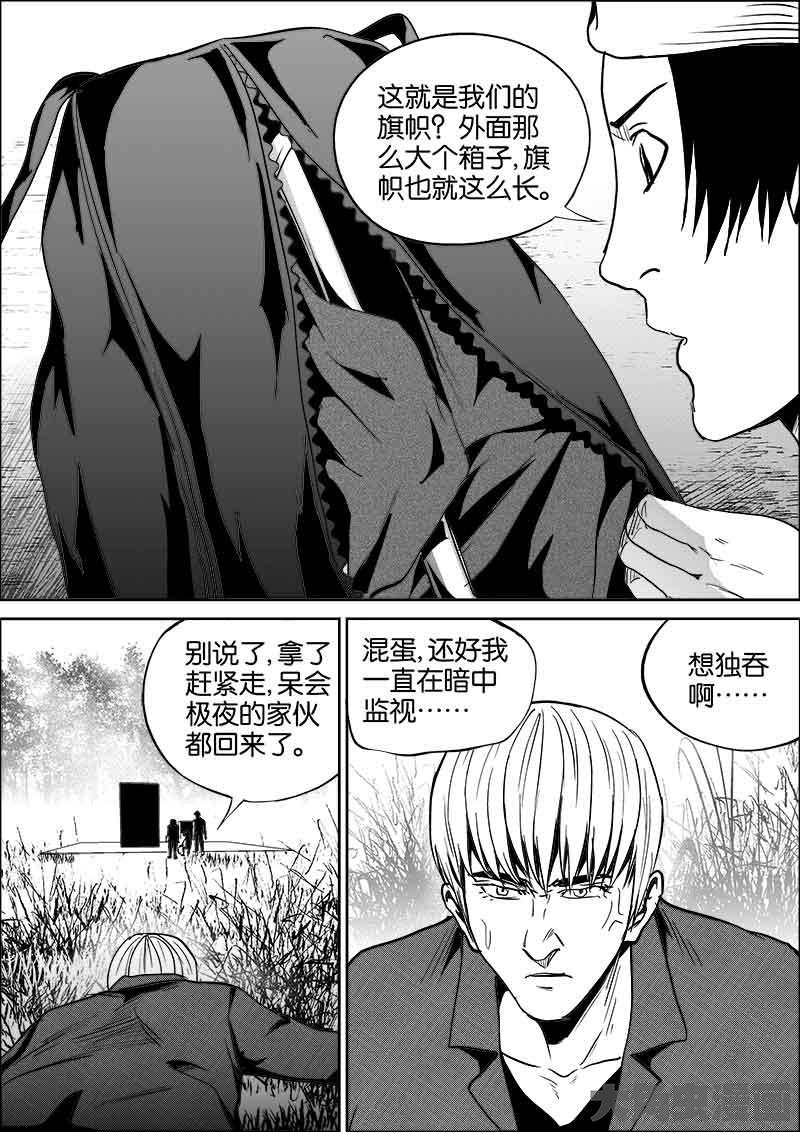 这就是我们的
旗帜？外面那
么大个箱子,旗
帜也就这么长。
别说了,拿了
赶紧走,呆会
极夜的家伙
都回来了。
混蛋,还好我
一直在暗中
监视……
想独吞
啊……